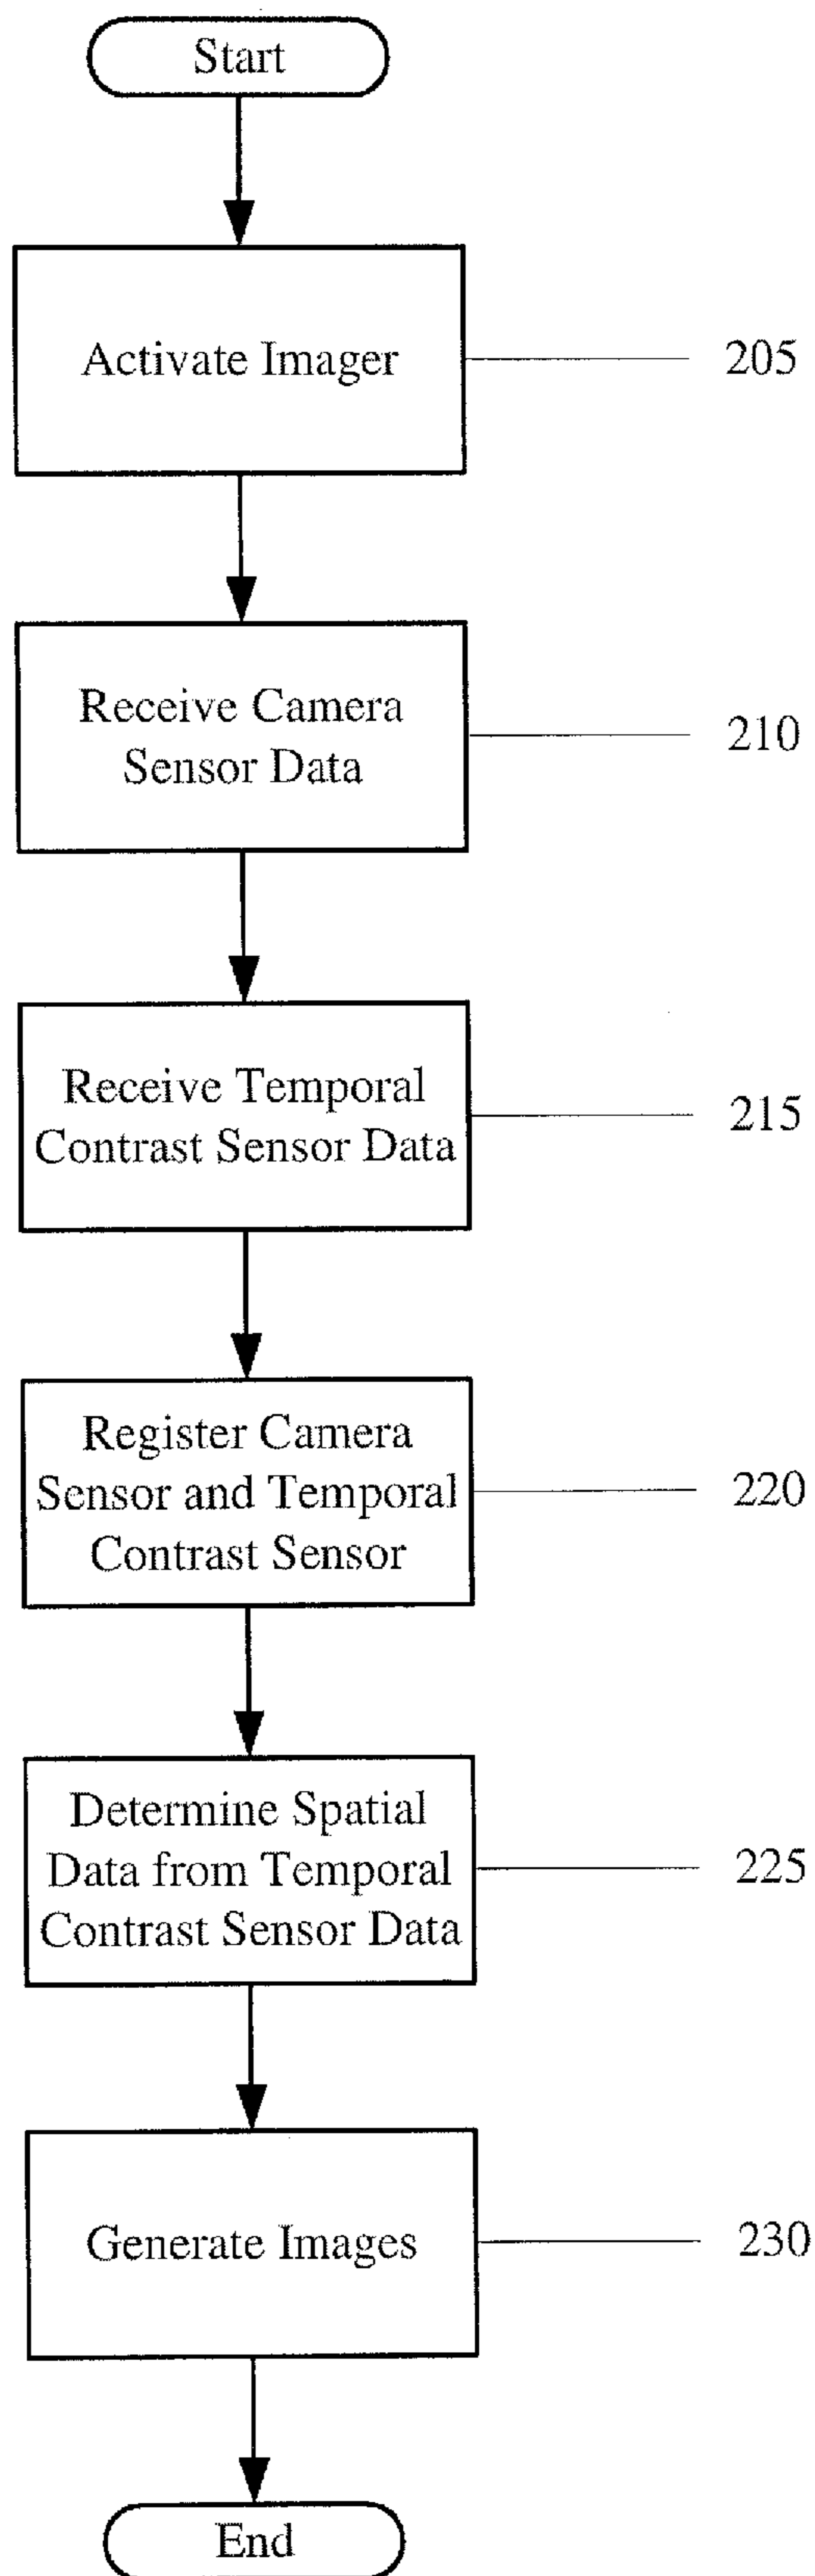 Start
Activate Imager
205
Receive Camera
Sensor Data
210
Receive Temporal
Contrast Sensor Data
215
Register Camera
Sensor and Temporal
Contrast Sensor
220
Determine Spatial
Data from Temporal
Contrast Sensor Data
225
Generate Images
230
End